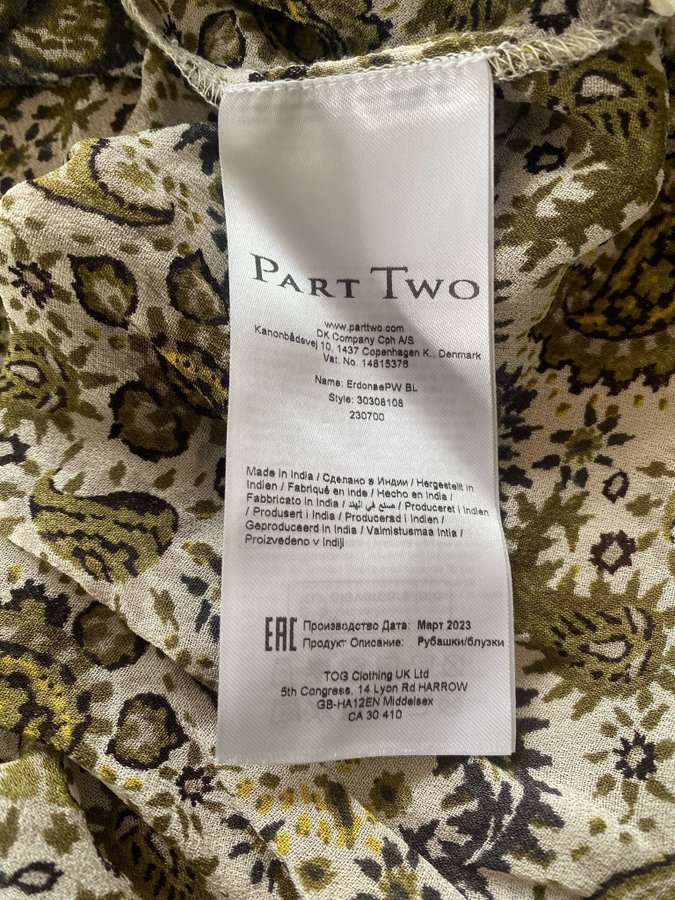 PART TWO
www.parttwo.com
DK Company Cph A/S
Kanonbådsvej 10, 1437 Copenhagen K., Denmark
Vat. No. 14815376
Name: ErdonaePW BL
Style: 30308108
230700
Made in India / Сделано в Индии / Hergestellt in
Indien / Fabriqué en Inde / Hecho en India /
Fabbricato in India / صنع في الهند / Produceret i Indien
/ Produsert i India / Producerad i Indien /
Geproduceerd in India / Valmistusmaa Intia /
Proizvedeno v Indiji
EAC Производство Дата: Март 2023
Продукт Описание: Рубашки/блузки
TOG Clothing UK Ltd
5th Congress, 14 Lyon Rd HARROW
GB-HA12EN Middelsex
CA 30 410